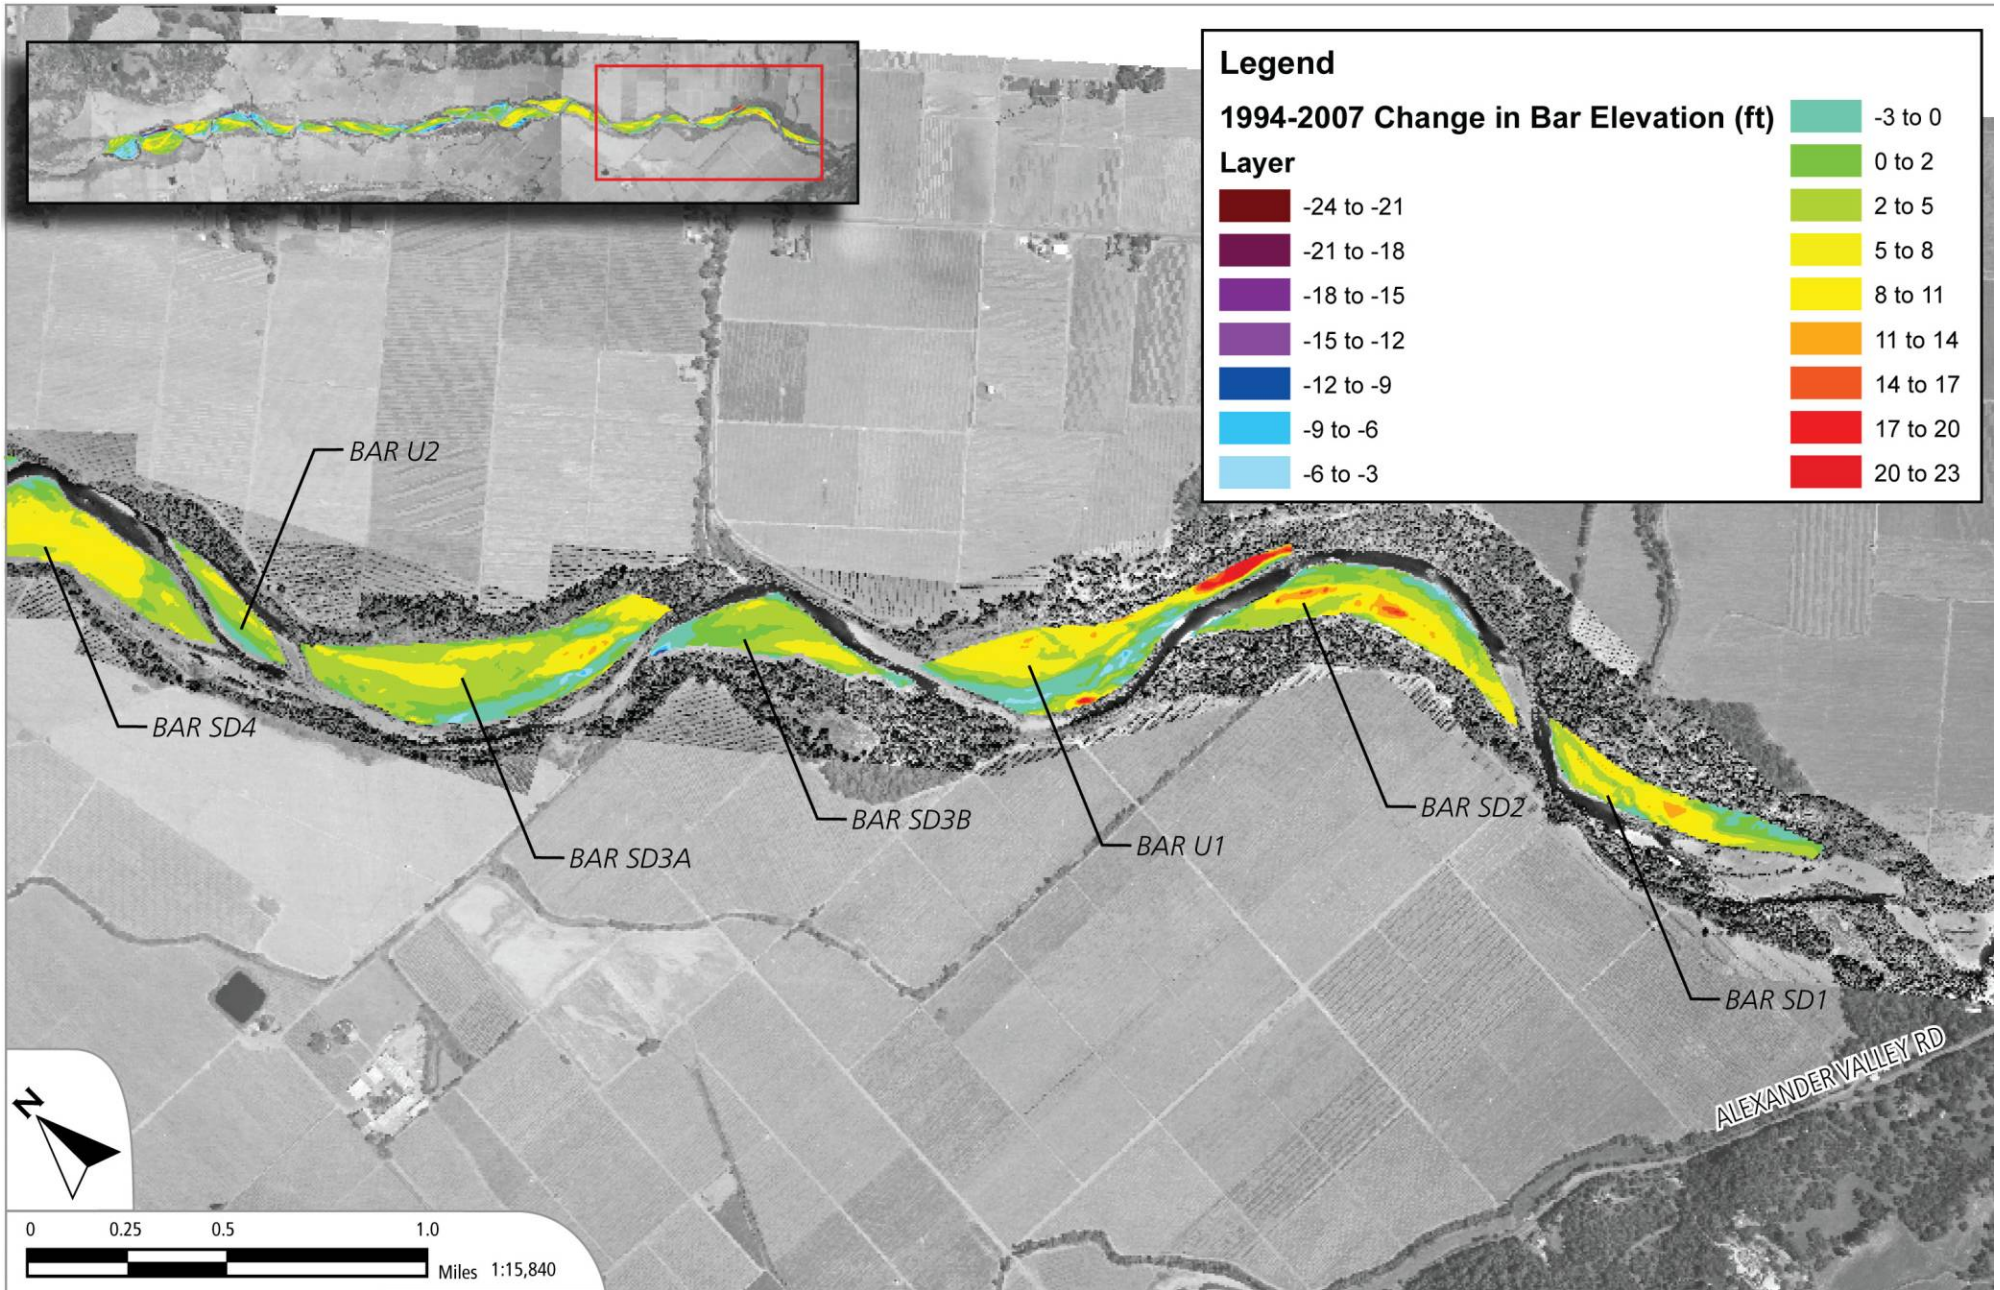 Legend
1994-2007 Change in Bar Elevation (ft)
Layer
-24 to -21
-21 to -18
-18 to -15
-15 to -12
-12 to -9
-9 to -6
-6 to -3
-3 to 0
0 to 2
2 to 5
5 to 8
8 to 11
11 to 14
14 to 17
17 to 20
20 to 23
BAR U2
BAR SD4
BAR SD3A
BAR SD3B
BAR U1
BAR SD2
BAR SD1
ALEXANDER VALLEY RD
N
0 0.25 0.5 1.0
Miles 1:15,840